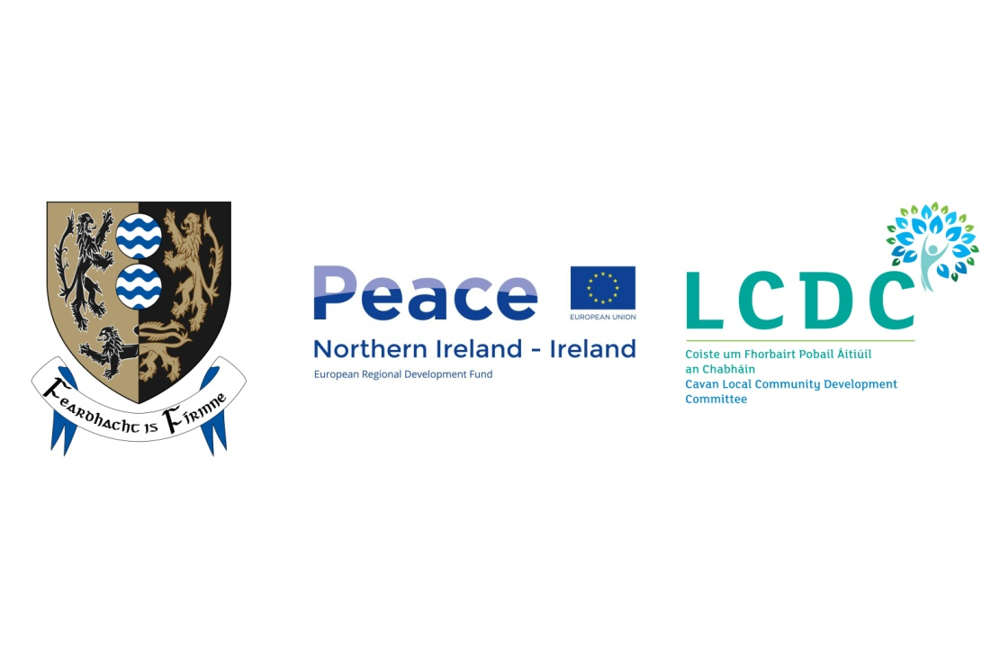 Feardhacht is Fírinne
Peace
EUROPEAN UNION
Northern Ireland - Ireland
European Regional Development Fund
LCDC
Coiste um Fhorbairt Pobail Áitiúil
an Chabháin
Cavan Local Community Development
Committee